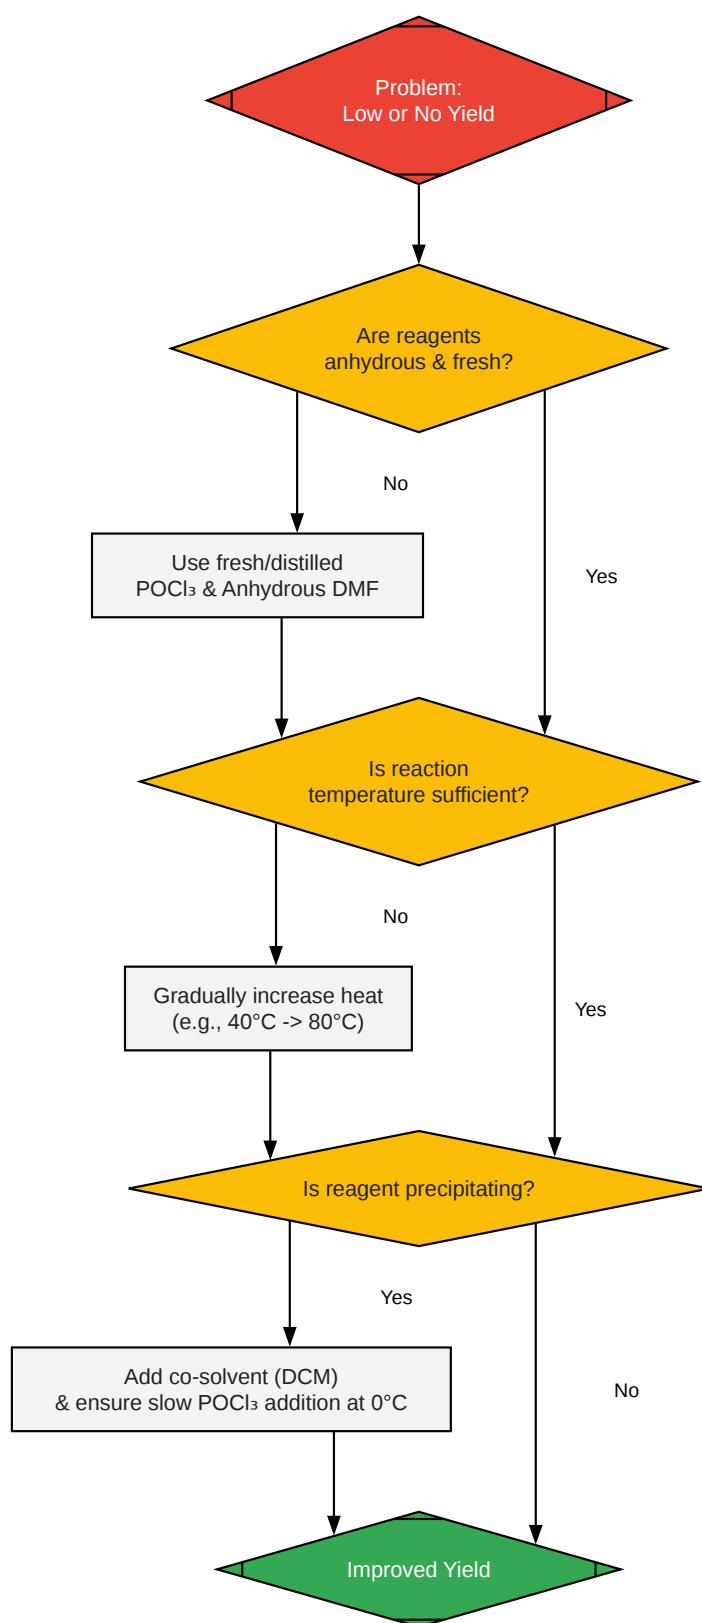 Problem:
Low or No Yield
Are reagents
anhydrous & fresh?
No
Use fresh/distilled
POCl₃ & Anhydrous DMF
Yes
Is reaction
temperature sufficient?
No
Gradually increase heat
(e.g., 40°C -> 80°C)
Yes
Is reagent precipitating?
Yes
Add co-solvent (DCM)
& ensure slow POCl₃ addition at 0°C
No
Improved Yield